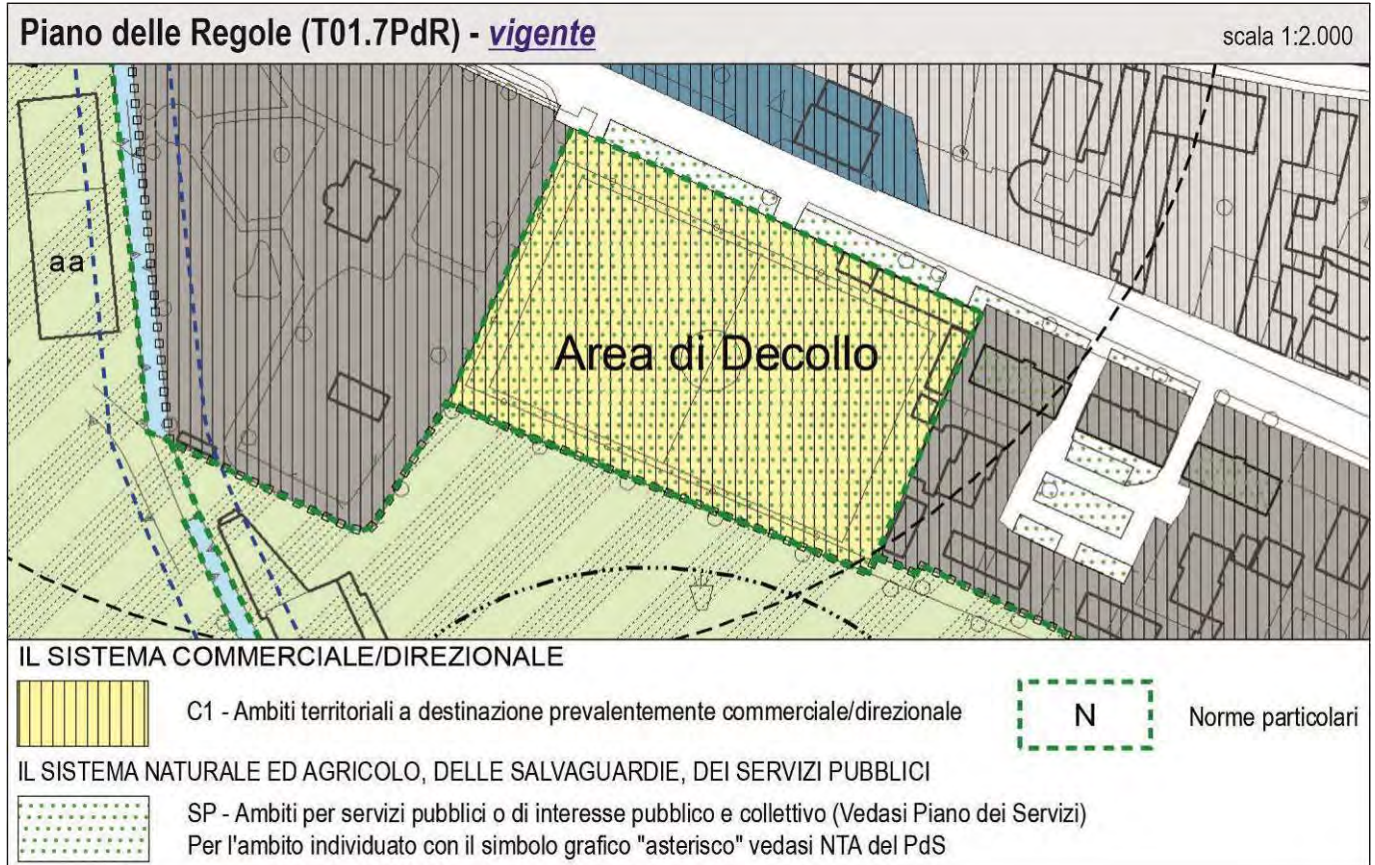 Piano delle Regole (T01.7PdR) - vigente
scala 1:2.000
aa
Area di Decollo
IL SISTEMA COMMERCIALE/DIREZIONALE
C1 - Ambiti territoriali a destinazione prevalentemente commerciale/direzionale
N
Norme particolari
IL SISTEMA NATURALE ED AGRICOLO, DELLE SALVAGUARDIE, DEI SERVIZI PUBBLICI
SP - Ambiti per servizi pubblici o di interesse pubblico e collettivo (Vedasi Piano dei Servizi)
Per l'ambito individuato con il simbolo grafico "asterisco" vedasi NTA del PdS